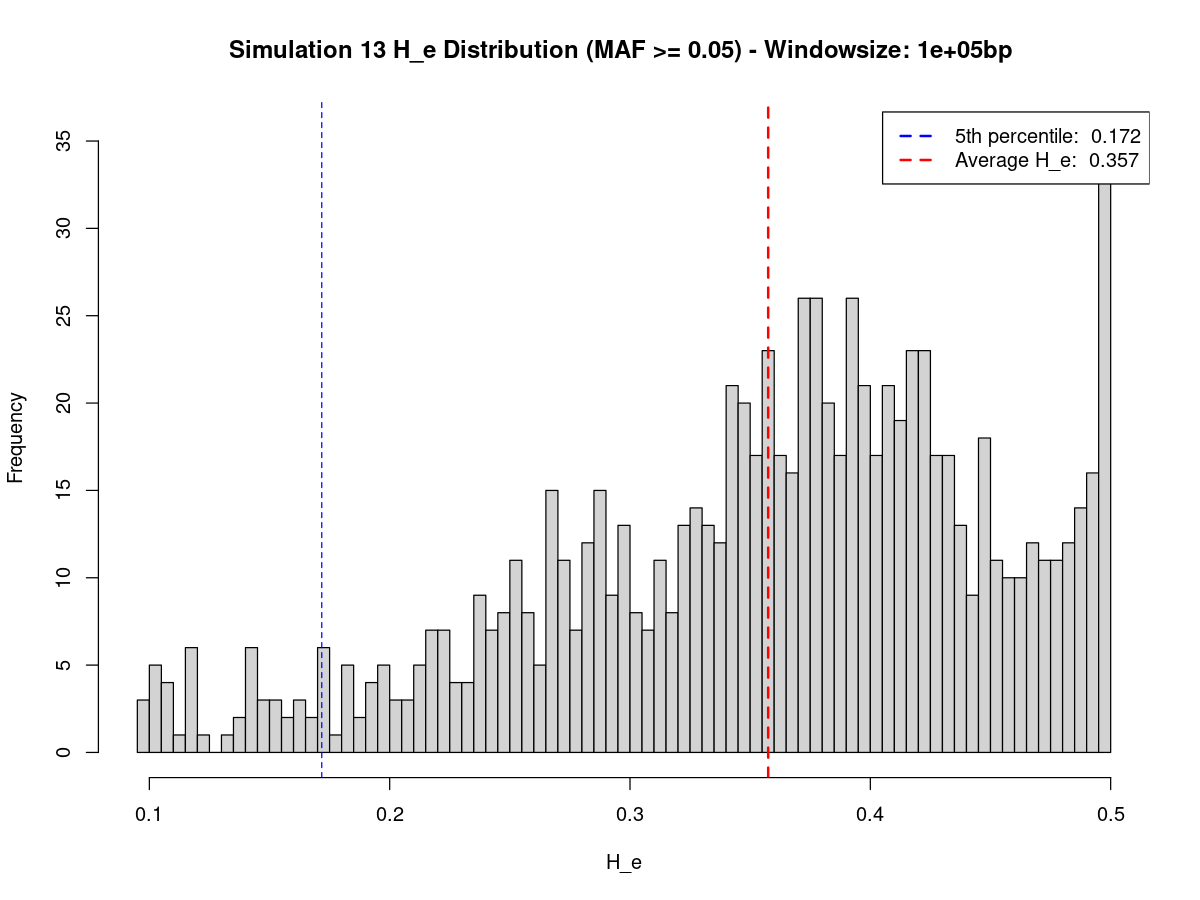 Simulation 13 H_e Distribution (MAF >= 0.05) - Windowsize: 1e+05bp
5th percentile:  0.172
Average H_e:  0.357
Frequency
35
30
25
20
15
10
5
0
0.1 0.2 0.3 0.4 0.5
H_e